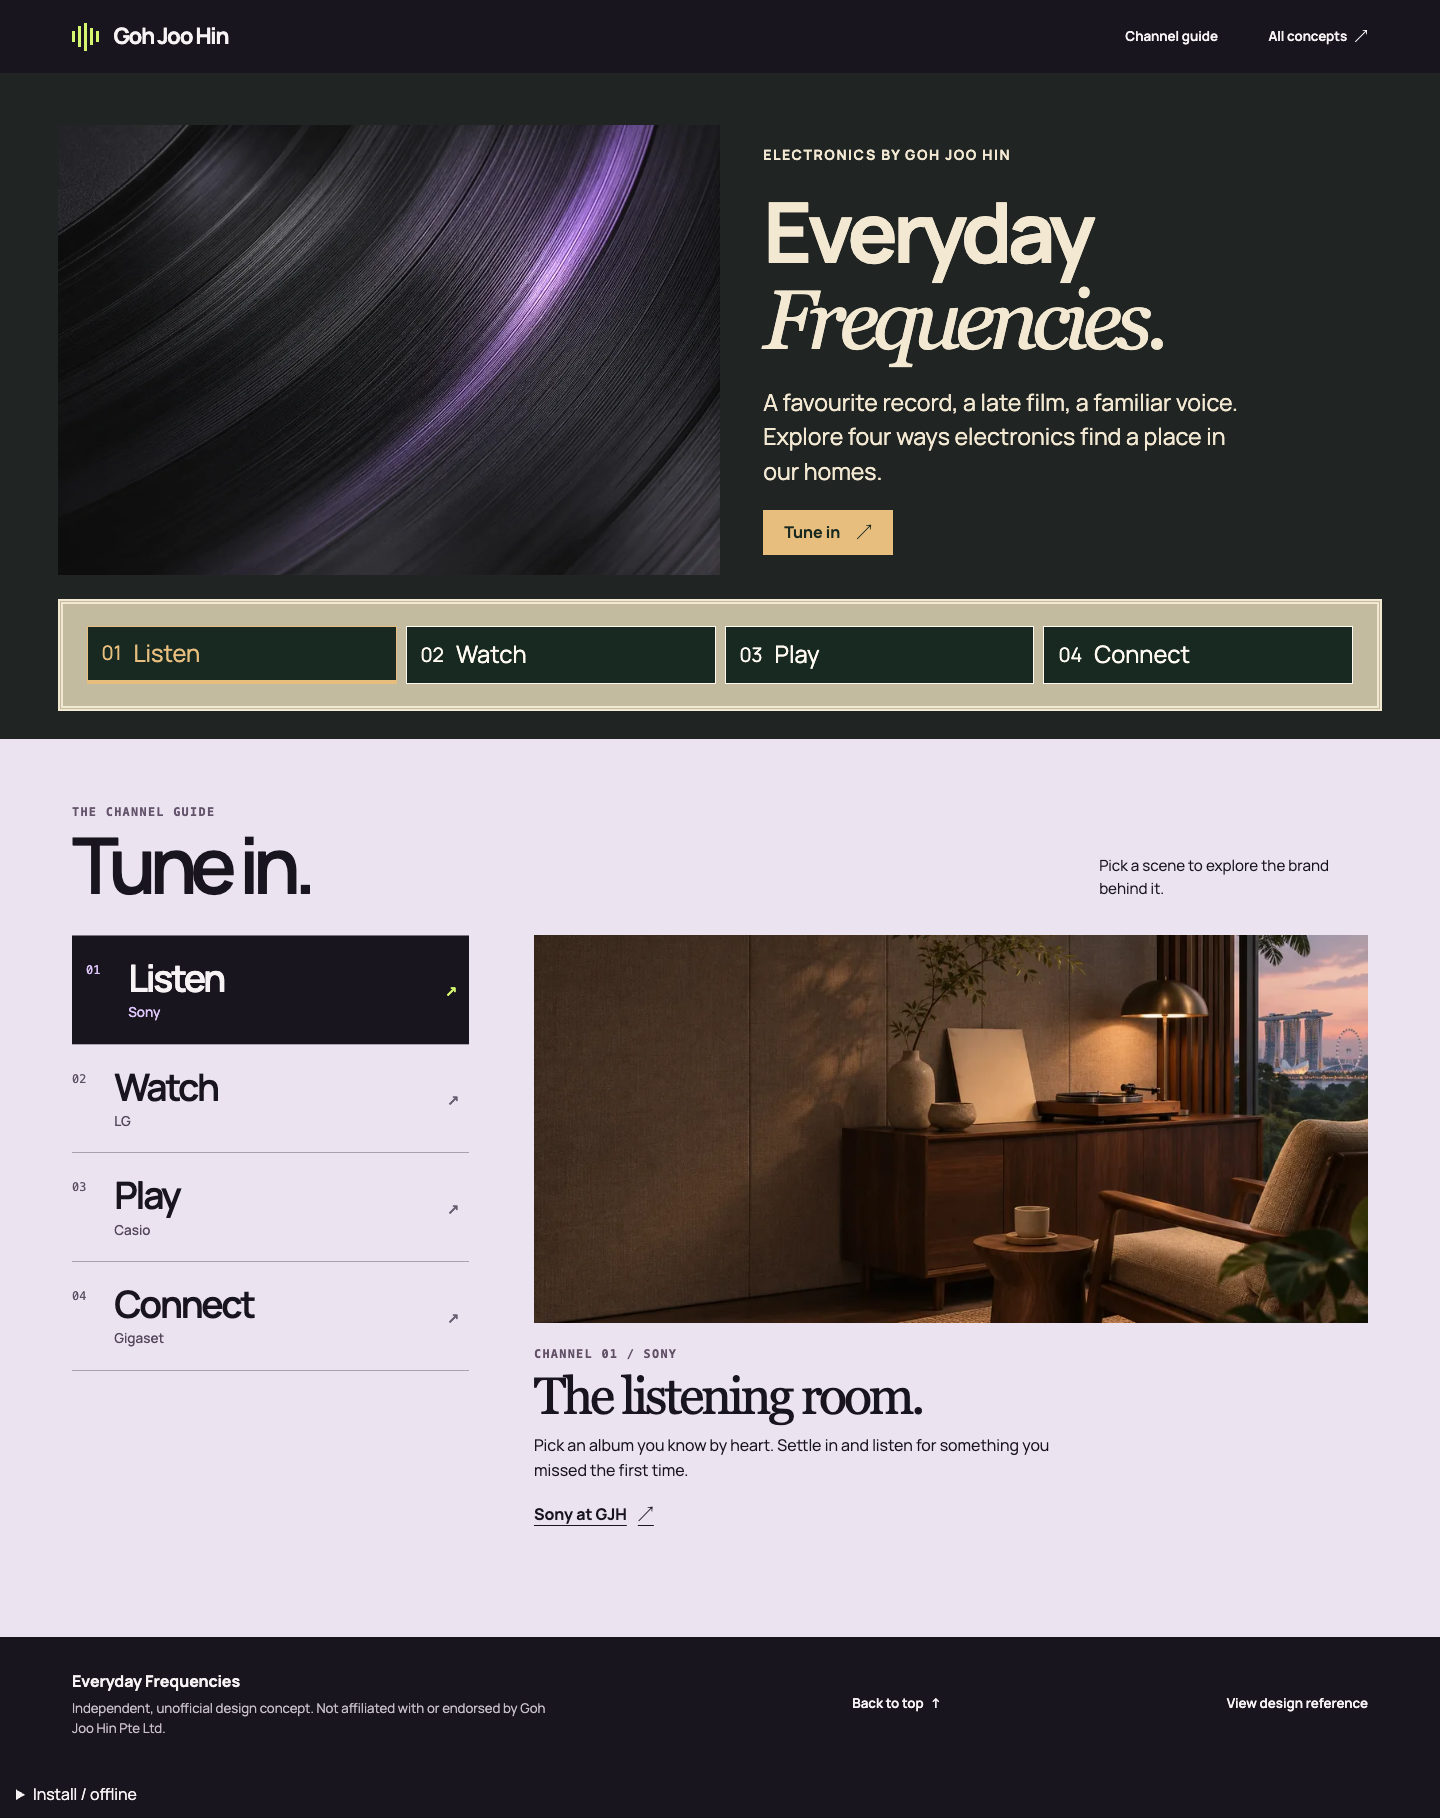 Goh Joo Hin
Channel guide
All concepts ↗
ELECTRONICS BY GOH JOO HIN
Everyday
Frequencies.
A favourite record, a late film, a familiar voice.
Explore four ways electronics find a place in
our homes.
Tune in ↗
01 Listen
02 Watch
03 Play
04 Connect
THE CHANNEL GUIDE
Tune in.
Pick a scene to explore the brand
behind it.
01 Listen ↗
Sony
02 Watch ↗
LG
03 Play ↗
Casio
04 Connect ↗
Gigaset
CHANNEL 01 / SONY
The listening room.
Pick an album you know by heart. Settle in and listen for something you
missed the first time.
Sony at GJH ↗
Everyday Frequencies
Independent, unofficial design concept. Not affiliated with or endorsed by Goh
Joo Hin Pte Ltd.
Back to top ↑
View design reference
▶ Install / offline